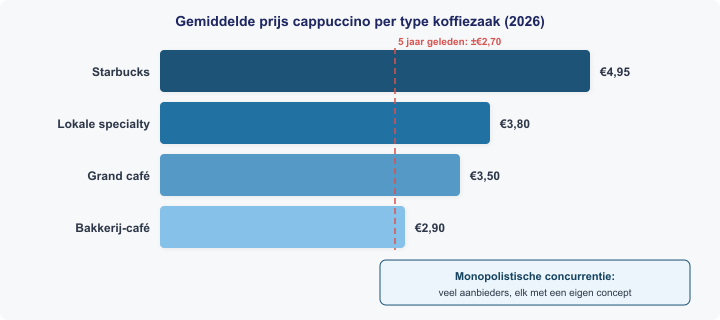 Gemiddelde prijs cappuccino per type koffiezaak (2026)
5 jaar geleden: ±€2,70
Starbucks €4,95
Lokale specialty €3,80
Grand café €3,50
Bakkerij-café €2,90
Monopolistische concurrentie:
veel aanbieders, elk met een eigen concept